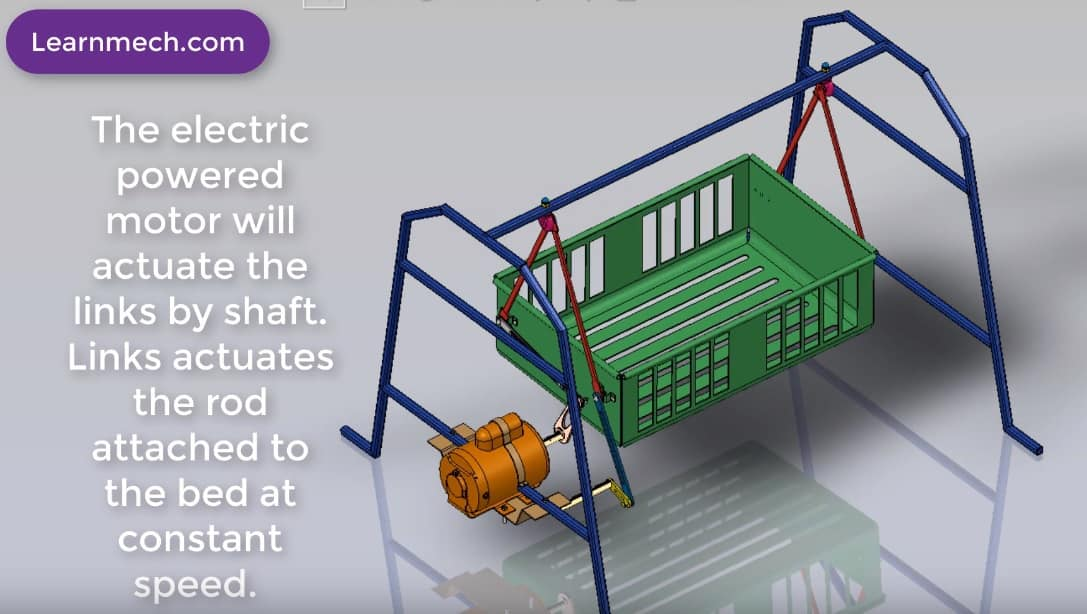 Learnmech.com
The electric
powered
motor will
actuate the
links by shaft.
Links actuates
the rod
attached to
the bed at
constant
speed.